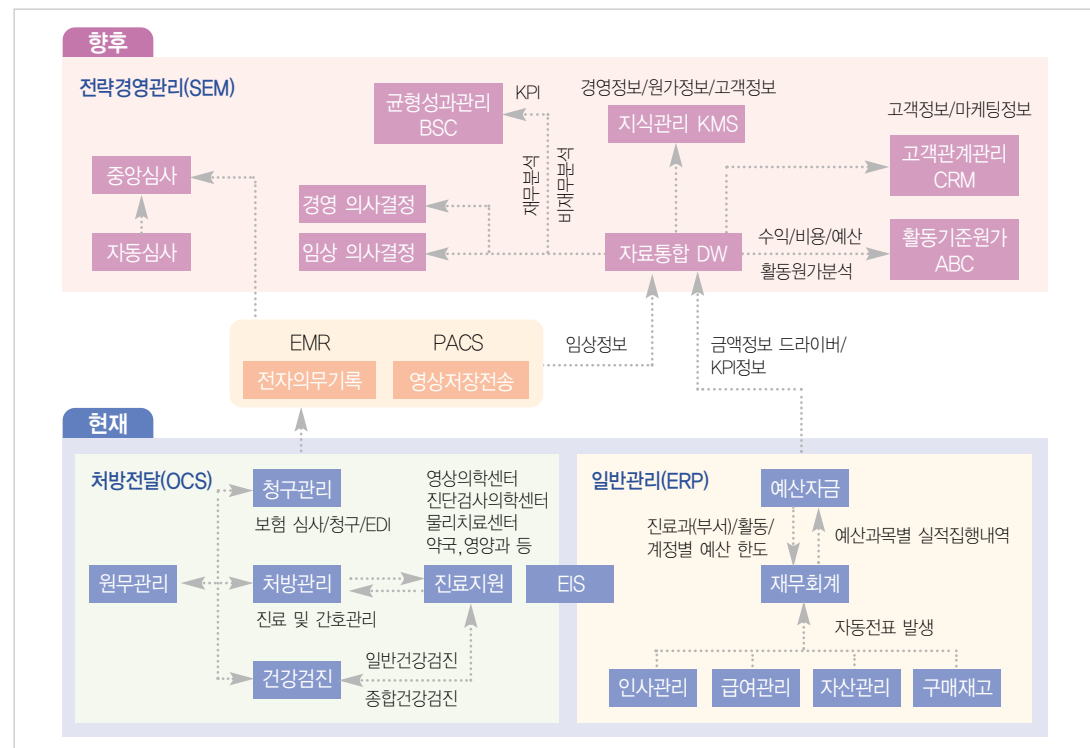 향후
전략경영관리(SEM)
균형성과관리
BSC
KPI
경영정보/원가정보/고객정보
지식관리 KMS
고객정보/마케팅정보
고객관계관리
CRM
중앙심사
자동심사
재무분석
비재무분석
경영 의사결정
임상 의사결정
자료통합 DW
수익/비용/예산
활동원가분석
활동기준원가
ABC
EMR
전자의무기록
PACS
영상저장전송
임상정보
금액정보 드라이버/
KPI정보
현재
처방전달(OCS)
청구관리
보험 심사/청구/EDI
영상의학센터
진단검사의학센터
물리치료센터
약국,영양과 등
원무관리
처방관리
진료 및 간호관리
진료지원
EIS
건강검진
일반건강검진
종합건강검진
일반관리(ERP)
예산자금
진료과(부서)/활동/
계정별 예산 한도
예산과목별 실적집행내역
재무회계
자동전표 발생
인사관리
급여관리
자산관리
구매재고